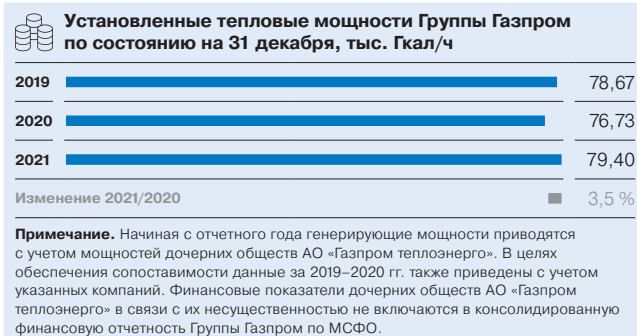 Установленные тепловые мощности Группы Газпром
по состоянию на 31 декабря, тыс. Гкал/ч
2019 78,67
2020 76,73
2021 79,40
Изменение 2021/2020 3,5 %
Примечание. Начиная с отчетного года генерирующие мощности приводятся
с учетом мощностей дочерних обществ АО «Газпром теплоэнерго». В целях
обеспечения сопоставимости данные за 2019–2020 гг. также приведены с учетом
указанных компаний. Финансовые показатели дочерних обществ АО «Газпром
теплоэнерго» в связи с их несущественностью не включаются в консолидированную
финансовую отчетность Группы Газпром по МСФО.